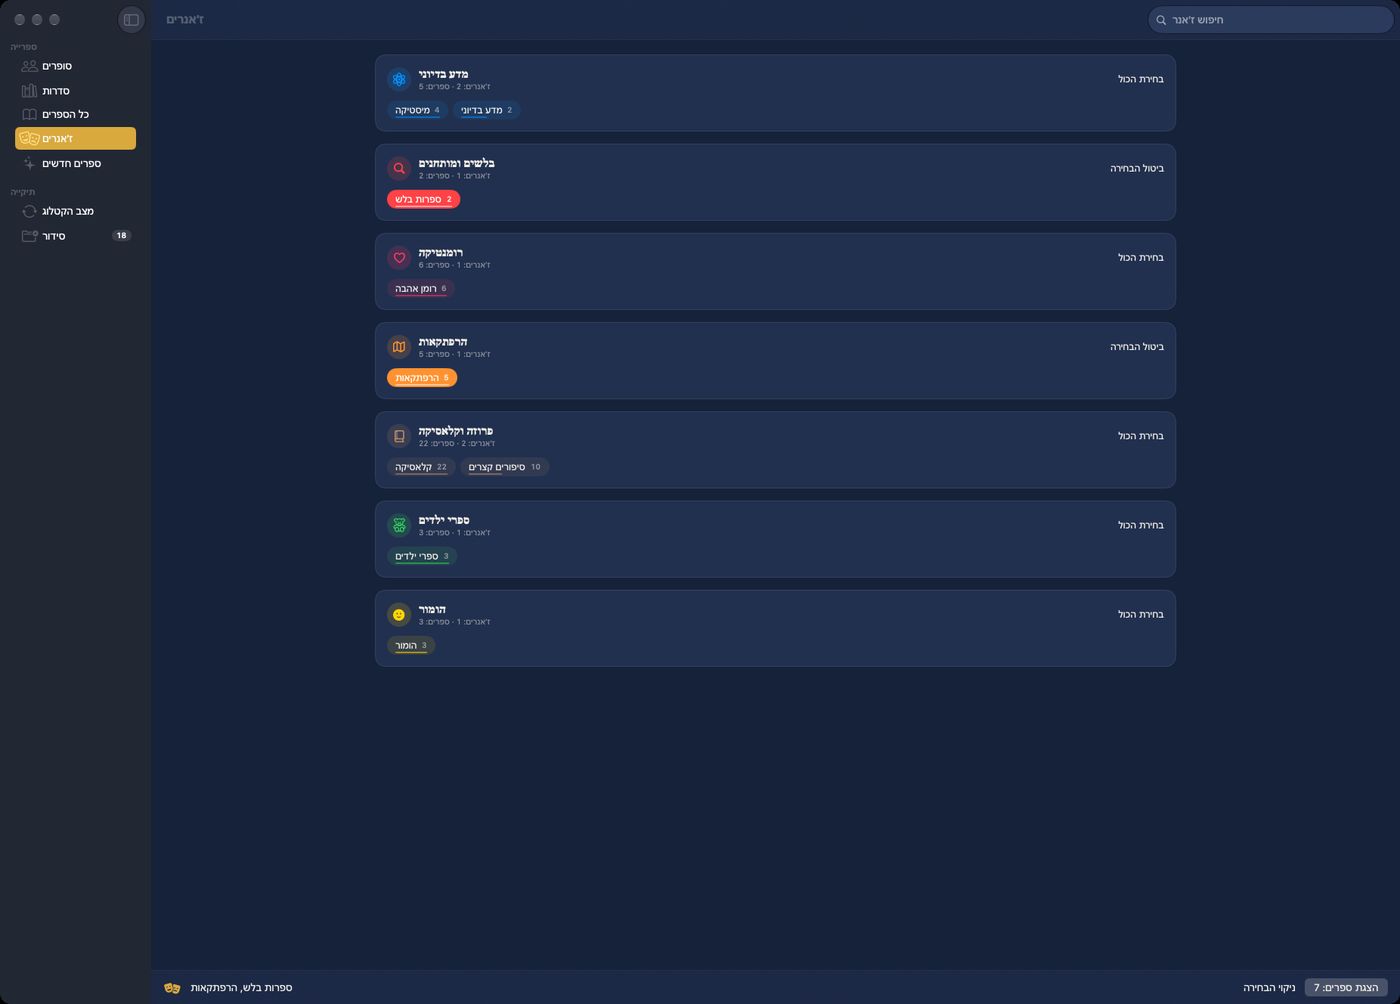 ספרייה
סופרים
סדרות
כל הספרים
ז'אנרים
ספרים חדשים
תיקייה
מצב הקטלוג
סידור 18
ז'אנרים
חיפוש ז'אנר
מדע בדיוני
ז'אנרים: 2 · ספרים: 5
בחירת הכול
מיסטיקה 4
מדע בדיוני 2
בלשים ומותחנים
ז'אנרים: 1 · ספרים: 2
ביטול הבחירה
ספרות בלש 2
רומנטיקה
ז'אנרים: 1 · ספרים: 6
בחירת הכול
רומן אהבה 6
הרפתקאות
ז'אנרים: 1 · ספרים: 5
ביטול הבחירה
הרפתקאות 5
פרוזה וקלאסיקה
ז'אנרים: 2 · ספרים: 22
בחירת הכול
קלאסיקה 22
סיפורים קצרים 10
ספרי ילדים
ז'אנרים: 1 · ספרים: 3
בחירת הכול
ספרי ילדים 3
הומור
ז'אנרים: 1 · ספרים: 3
בחירת הכול
הומור 3
ספרות בלש, הרפתקאות
ניקוי הבחירה
הצגת ספרים: 7